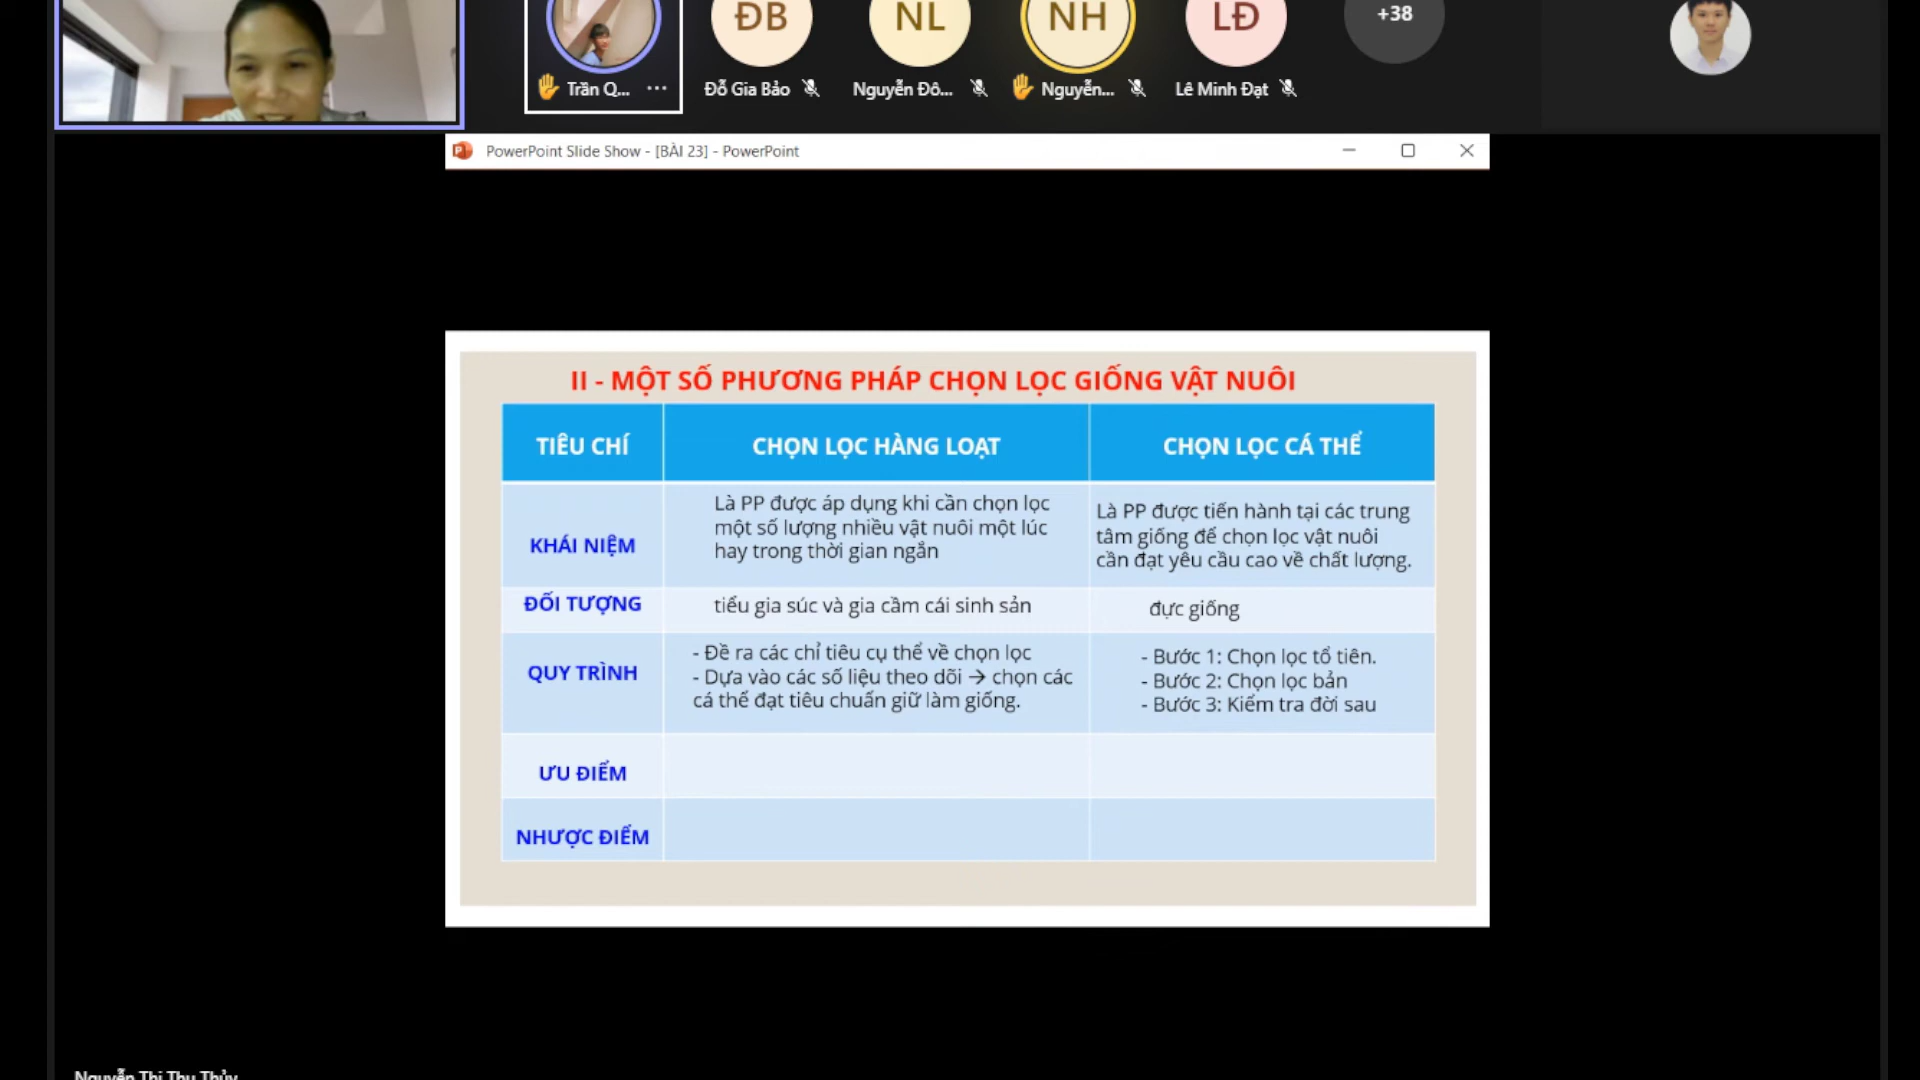 ĐB
NL
NH
LĐ
+38
Trần Q...
Đỗ Gia Bảo
Nguyễn Đô...
Nguyễn...
Lê Minh Đạt
PowerPoint Slide Show - [BÀI 23] - PowerPoint
II - MỘT SỐ PHƯƠNG PHÁP CHỌN LỌC GIỐNG VẬT NUÔI
TIÊU CHÍ
CHỌN LỌC HÀNG LOẠT
CHỌN LỌC CÁ THỂ
KHÁI NIỆM
Là PP được áp dụng khi cần chọn lọc
một số lượng nhiều vật nuôi một lúc
hay trong thời gian ngắn
Là PP được tiến hành tại các trung
tâm giống để chọn lọc vật nuôi
cần đạt yêu cầu cao về chất lượng.
ĐỐI TƯỢNG
tiểu gia súc và gia cầm cái sinh sản
đực giống
QUY TRÌNH
- Đề ra các chỉ tiêu cụ thể về chọn lọc
- Dựa vào các số liệu theo dõi → chọn các
cá thể đạt tiêu chuẩn giữ làm giống.
- Bước 1: Chọn lọc tổ tiên.
- Bước 2: Chọn lọc bản
- Bước 3: Kiểm tra đời sau
ƯU ĐIỂM
NHƯỢC ĐIỂM
Nguyễn Thị Thu Thủy